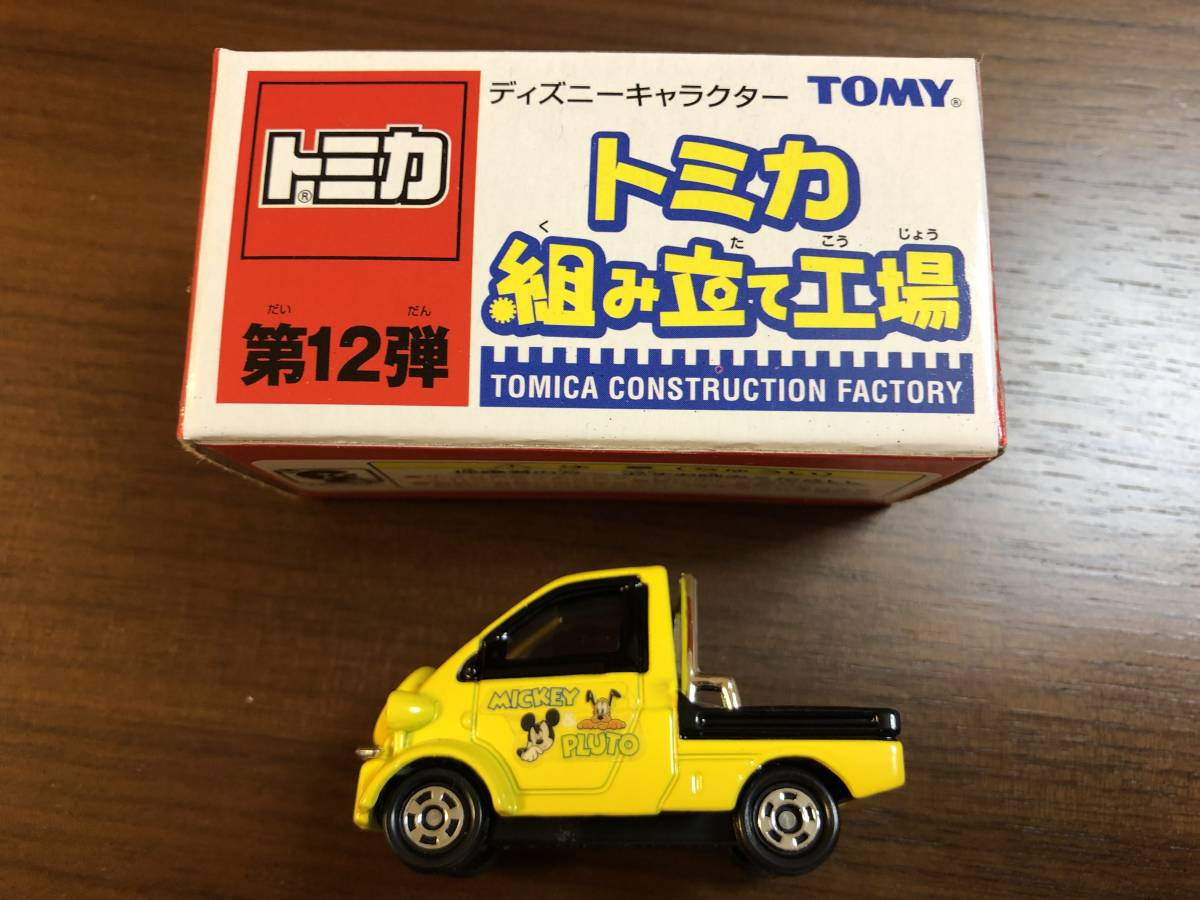 トミカ®
だい だん
第12弾
ディズニーキャラクター TOMY®
トミカ
く た こう じょう
組み立て工場
TOMICA CONSTRUCTION FACTORY
MICKEY
&
PLUTO